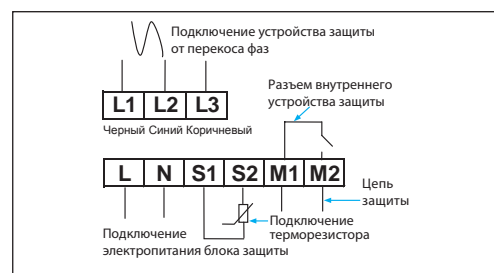 Подключение устройства защиты
от перекоса фаз
L1 L2 L3
Черный Синий Коричневый
Разъем внутреннего
устройства защиты
L N S1 S2 M1 M2
Цепь
защиты
Подключение
терморезистора
Подключение
электропитания блока защиты